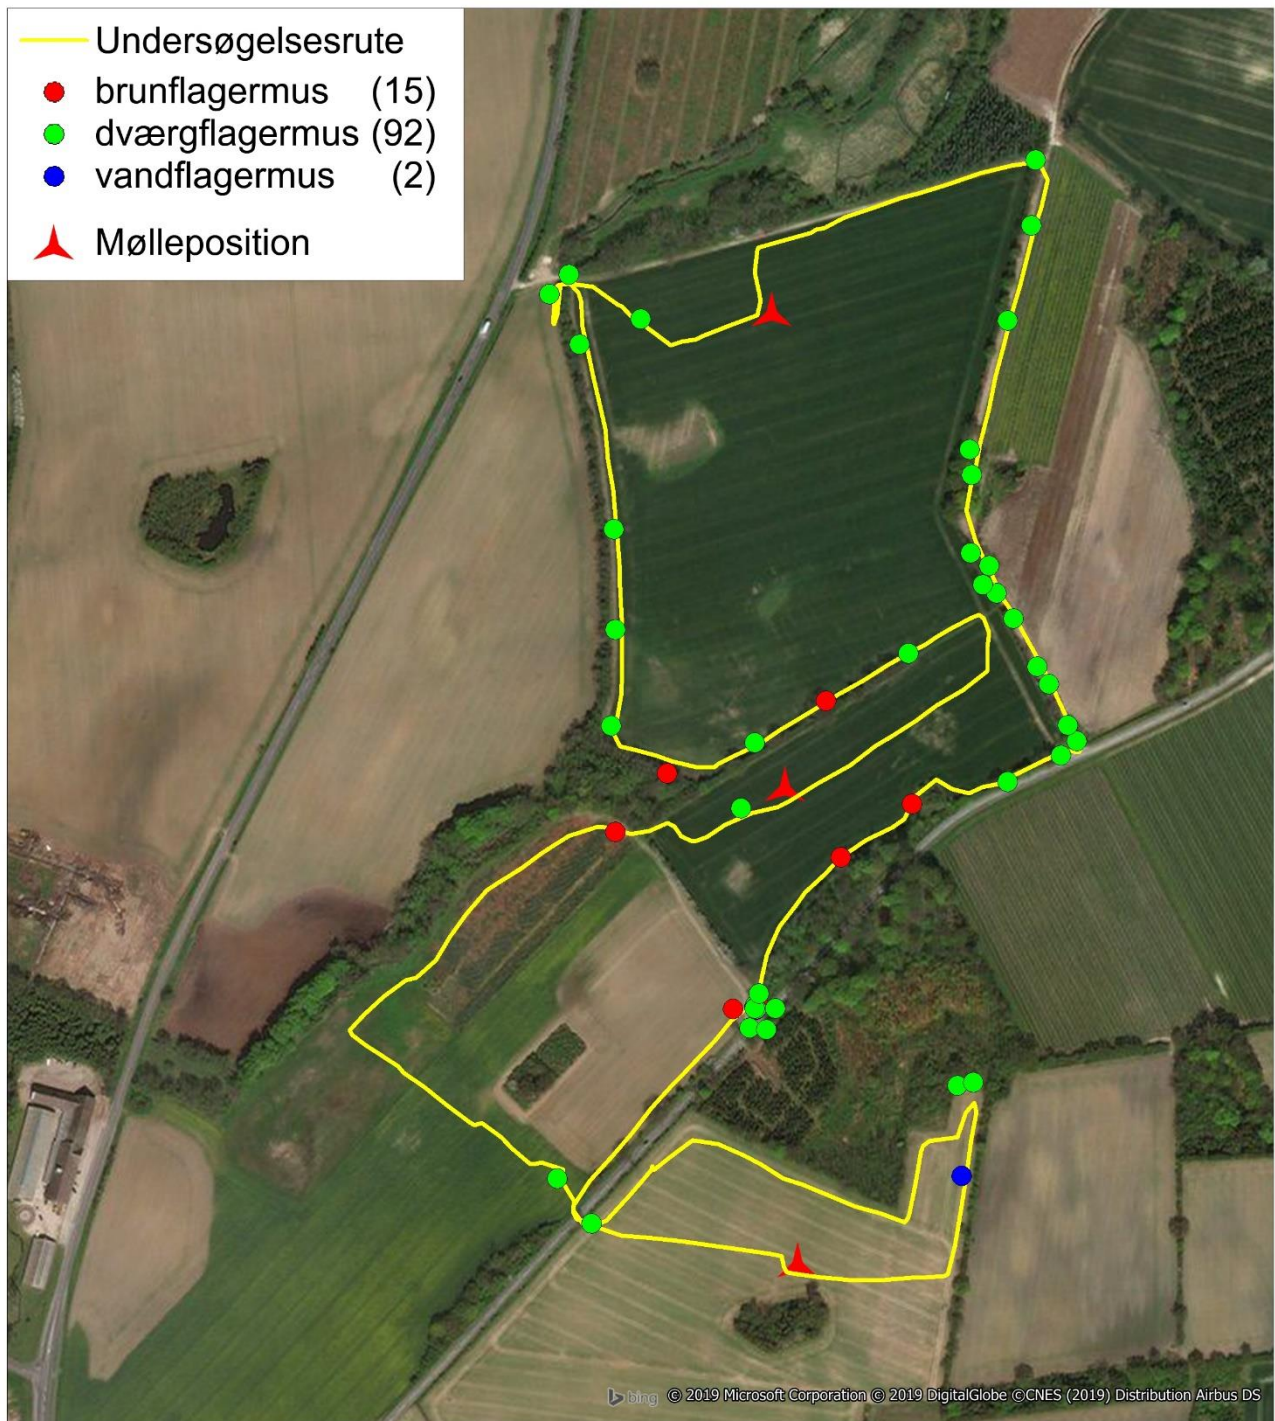 Undersøgelsesrute
brunflagermus (15)
dværgflagermus (92)
vandflagermus (2)
Mølleposition
bing © 2019 Microsoft Corporation © 2019 DigitalGlobe ©CNES (2019) Distribution Airbus DS